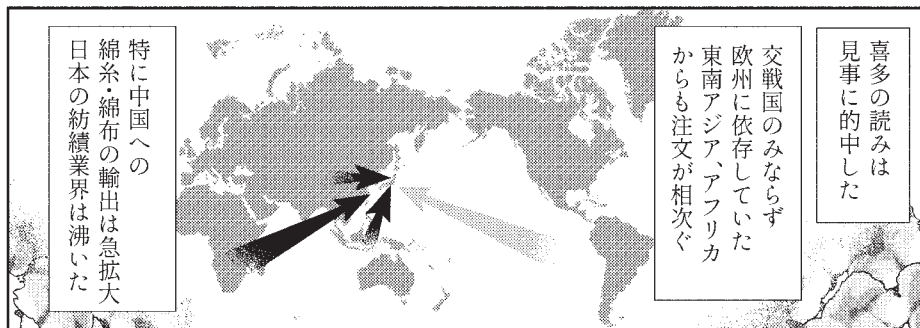 喜多の読みは
見事に的中した
交戦国のみならず
欧州に依存していた
東南アジア、アフリカ
からも注文が相次ぐ
特に中国への
綿糸・綿布の輸出は急拡大
日本の紡績業界は沸いた